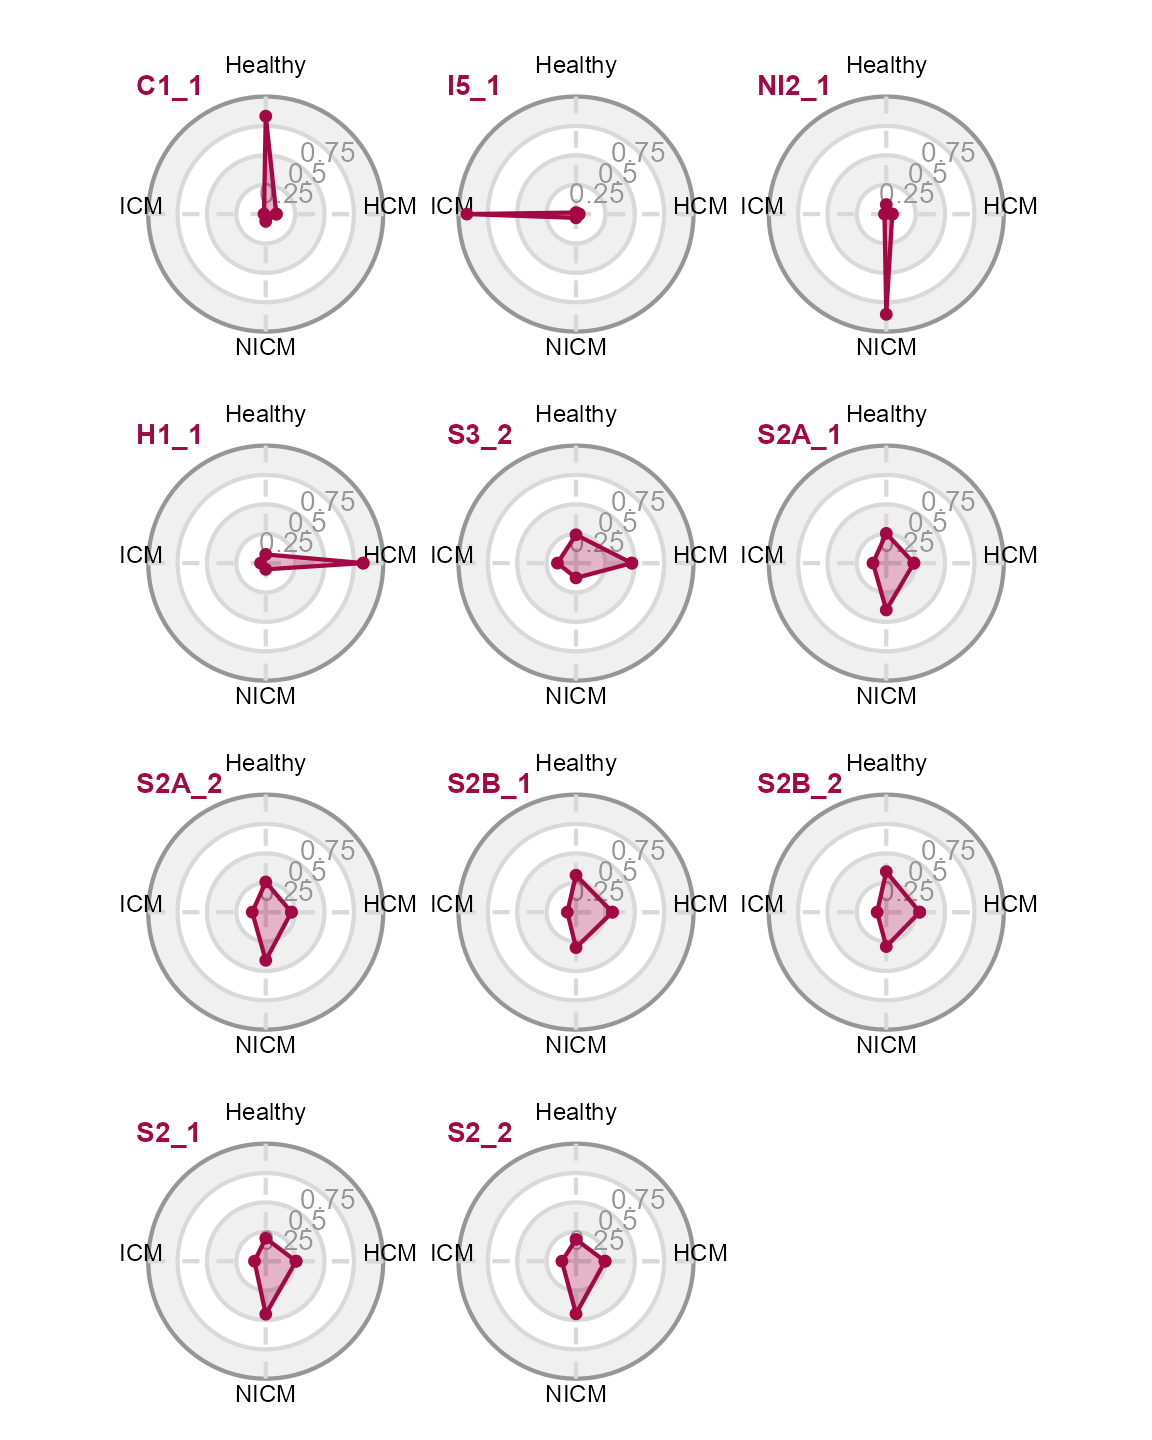 Healthy Healthy Healthy
C1_1 I5_1 NI2_1
0.75 0.75 0.75
0.5 0.5 0.5
0.25 0.25 0.25
ICM HCM ICM HCM ICM HCM
NICM NICM NICM
Healthy Healthy Healthy
H1_1 S3_2 S2A_1
0.75 0.75 0.75
0.5 0.5 0.5
0.25 0.25 0.25
ICM HCM ICM HCM ICM HCM
NICM NICM NICM
Healthy Healthy Healthy
S2A_2 S2B_1 S2B_2
0.75 0.75 0.75
0.5 0.5 0.5
0.25 0.25 0.25
ICM HCM ICM HCM ICM HCM
NICM NICM NICM
Healthy Healthy
S2_1 S2_2
0.75 0.75
0.5 0.5
0.25 0.25
ICM HCM ICM HCM
NICM NICM